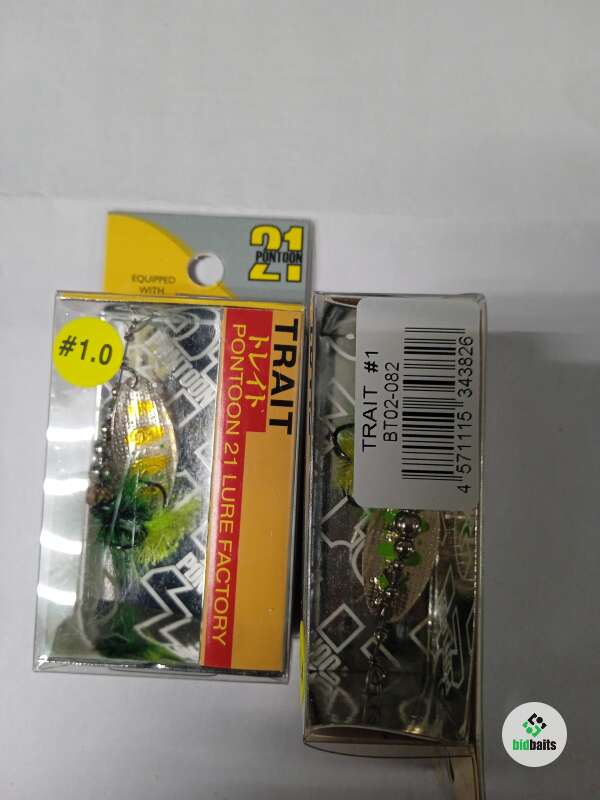 21
PONTOON
EQUIPPED
WITH
#1.0
TRAIT
トレイト
PONTOON 21 LURE FACTORY
PONTOON
TRAIT #1
BT02-082
4 571115 343826
bidbaits